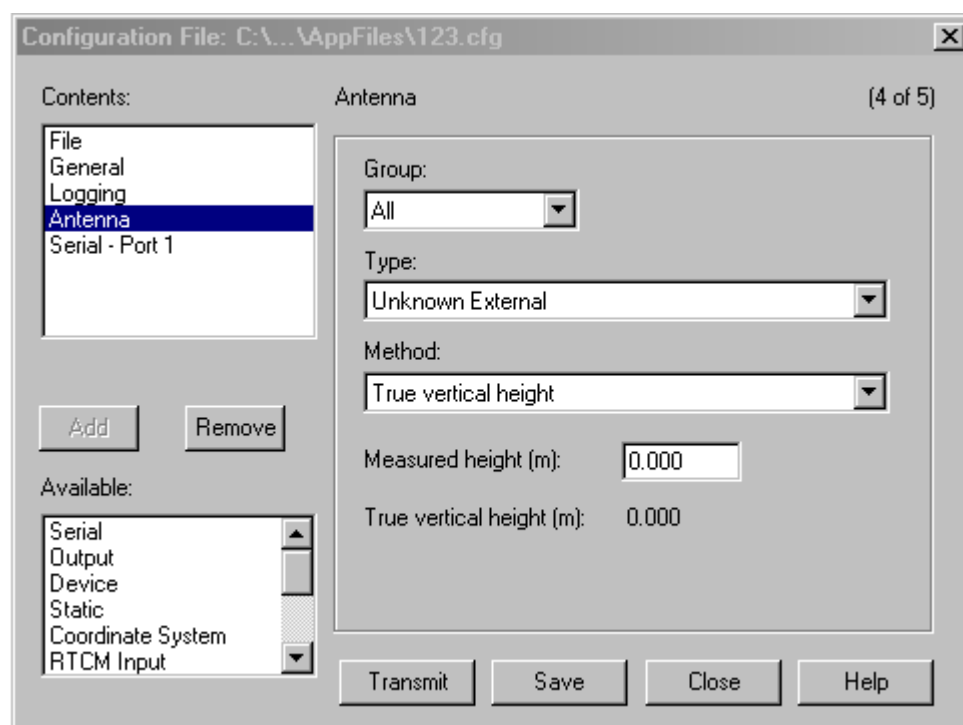 Configuration File: C:\...\AppFiles\123.cfg
Contents:
Antenna
(4 of 5)
File
General
Logging
Antenna
Serial - Port 1
Group:
All
Type:
Unknown External
Method:
True vertical height
Add
Remove
Measured height (m):
0.000
Available:
True vertical height (m):
0.000
Serial
Output
Device
Static
Coordinate System
RTCM Input
Transmit
Save
Close
Help